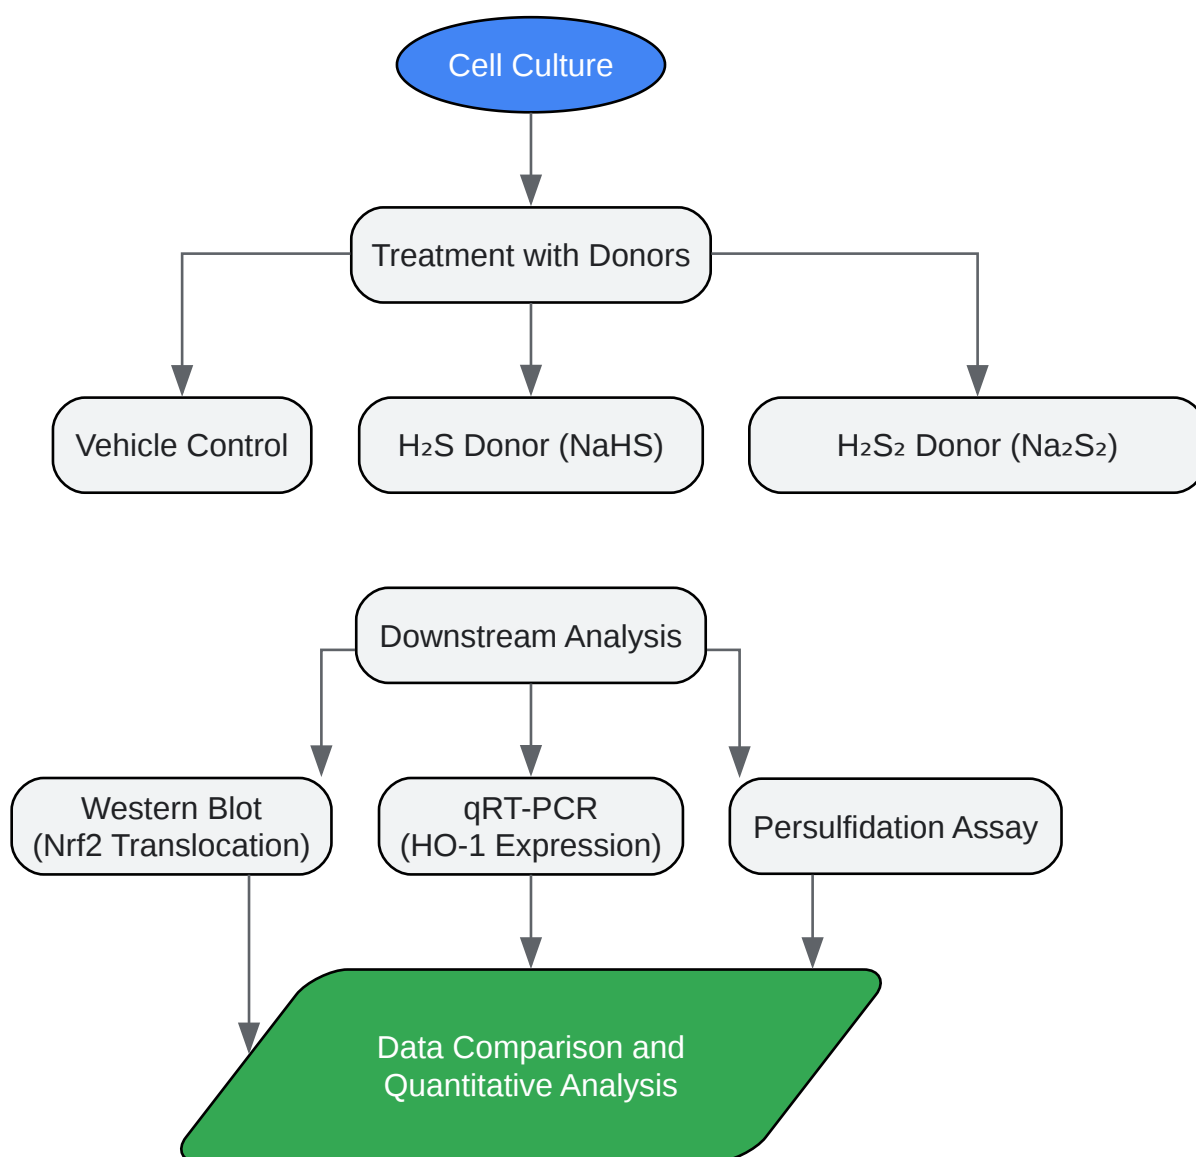 Cell Culture
Treatment with Donors
Vehicle Control
H₂S Donor (NaHS)
H₂S₂ Donor (Na₂S₂)
Downstream Analysis
Western Blot
(Nrf2 Translocation)
qRT-PCR
(HO-1 Expression)
Persulfidation Assay
Data Comparison and
Quantitative Analysis